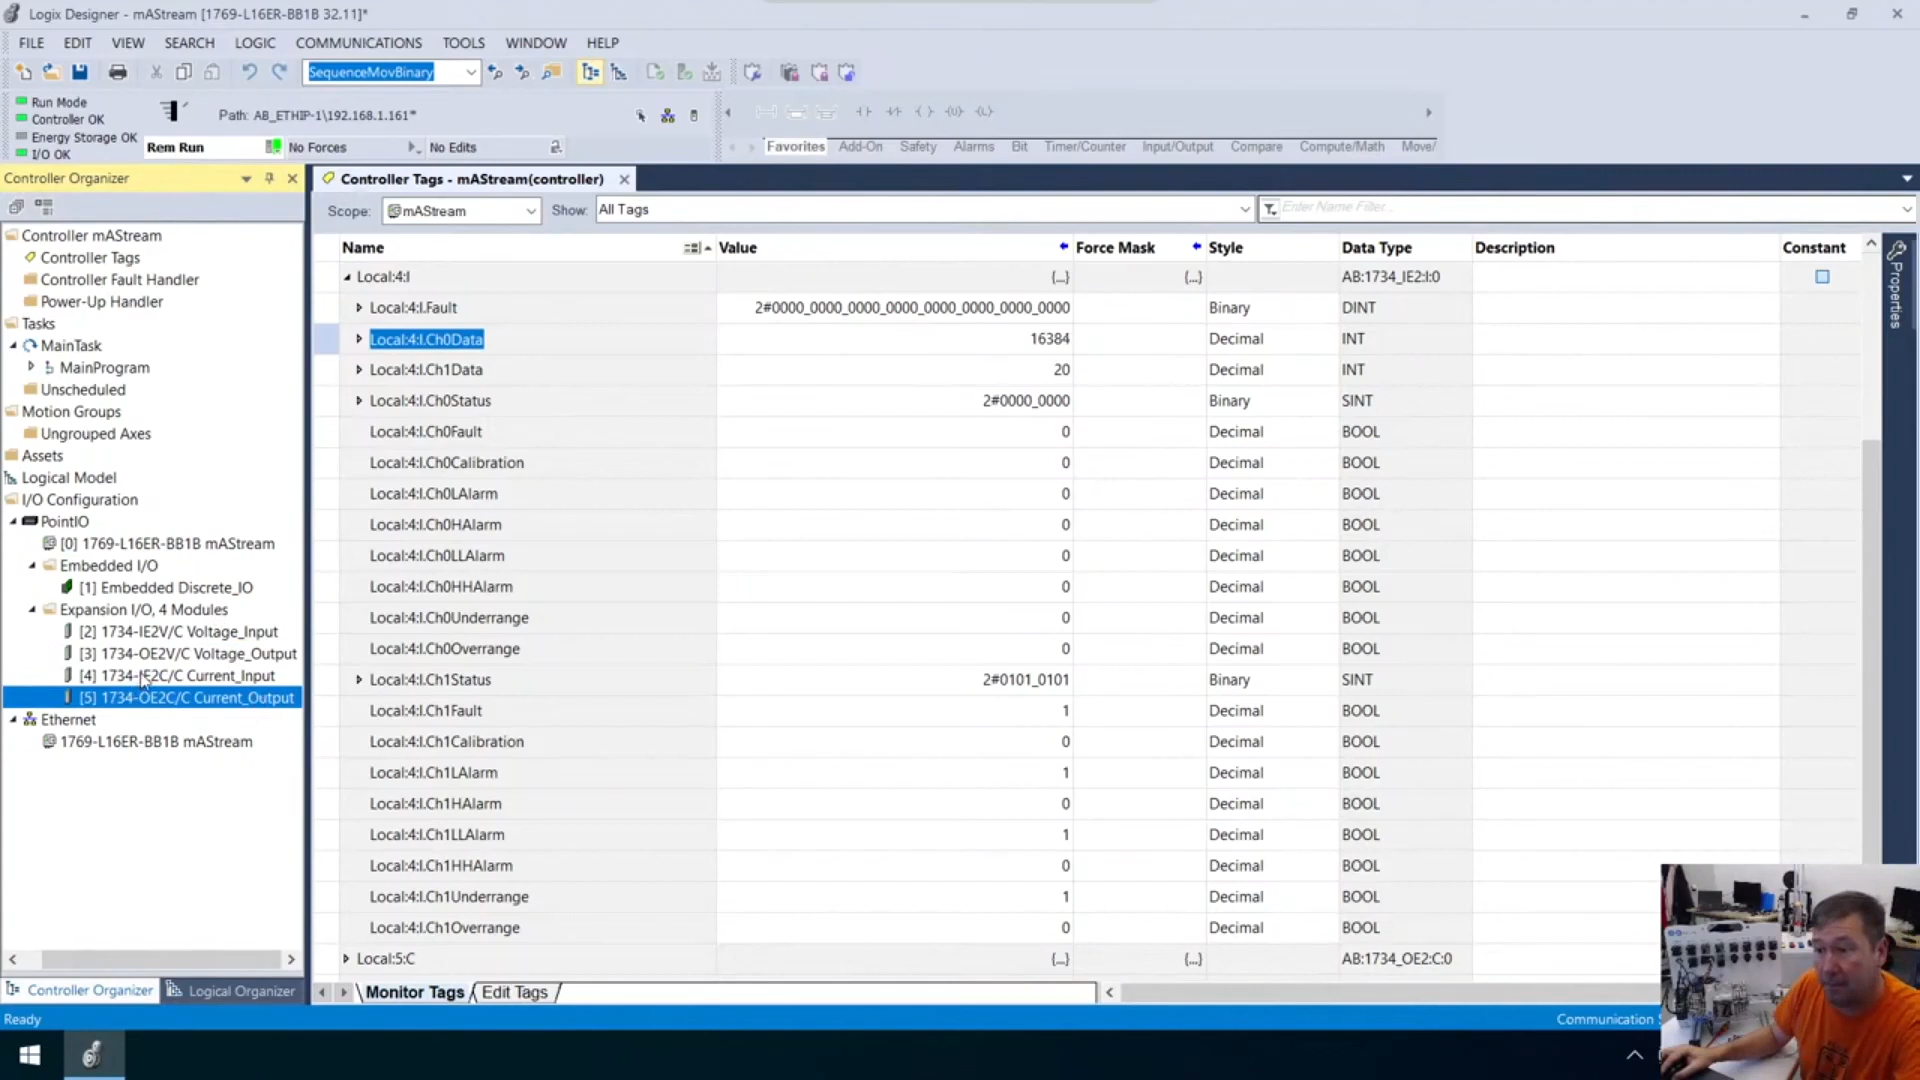 Logix Designer - mAStream [1769-L16ER-BB1B 32.11]*
FILE EDIT VIEW SEARCH LOGIC COMMUNICATIONS TOOLS WINDOW HELP
SequenceMovBinary
Run Mode
Controller OK
Energy Storage OK
I/O OK
Path: AB_ETHIP-1\192.168.1.161*
Rem Run No Forces No Edits
Favorites Add-On Safety Alarms Bit Timer/Counter Input/Output Compare Compute/Math Move/
Controller Organizer
Controller mAStream
Controller Tags
Controller Fault Handler
Power-Up Handler
Tasks
MainTask
MainProgram
Unscheduled
Motion Groups
Ungrouped Axes
Assets
Logical Model
I/O Configuration
PointIO
[0] 1769-L16ER-BB1B mAStream
Embedded I/O
[1] Embedded Discrete_IO
Expansion I/O, 4 Modules
[2] 1734-IE2V/C Voltage_Input
[3] 1734-OE2V/C Voltage_Output
[4] 1734-IE2C/C Current_Input
[5] 1734-OE2C/C Current_Output
Ethernet
1769-L16ER-BB1B mAStream
Controller Organizer Logical Organizer
Controller Tags - mAStream(controller)
Scope: mAStream Show: All Tags Enter Name Filter...
Name Value Force Mask Style Data Type Description Constant
Local:4:I {...} {...} AB:1734_IE2:I:0
Local:4:I.Fault 2#0000_0000_0000_0000_0000_0000_0000_0000 Binary DINT
Local:4:I.Ch0Data 16384 Decimal INT
Local:4:I.Ch1Data 20 Decimal INT
Local:4:I.Ch0Status 2#0000_0000 Binary SINT
Local:4:I.Ch0Fault 0 Decimal BOOL
Local:4:I.Ch0Calibration 0 Decimal BOOL
Local:4:I.Ch0LAlarm 0 Decimal BOOL
Local:4:I.Ch0HAlarm 0 Decimal BOOL
Local:4:I.Ch0LLAlarm 0 Decimal BOOL
Local:4:I.Ch0HHAlarm 0 Decimal BOOL
Local:4:I.Ch0Underrange 0 Decimal BOOL
Local:4:I.Ch0Overrange 0 Decimal BOOL
Local:4:I.Ch1Status 2#0101_0101 Binary SINT
Local:4:I.Ch1Fault 1 Decimal BOOL
Local:4:I.Ch1Calibration 0 Decimal BOOL
Local:4:I.Ch1LAlarm 1 Decimal BOOL
Local:4:I.Ch1HAlarm 0 Decimal BOOL
Local:4:I.Ch1LLAlarm 1 Decimal BOOL
Local:4:I.Ch1HHAlarm 0 Decimal BOOL
Local:4:I.Ch1Underrange 1 Decimal BOOL
Local:4:I.Ch1Overrange 0 Decimal BOOL
Local:5:C {...} {...} AB:1734_OE2:C:0
Monitor Tags Edit Tags
Properties
Ready
Communication